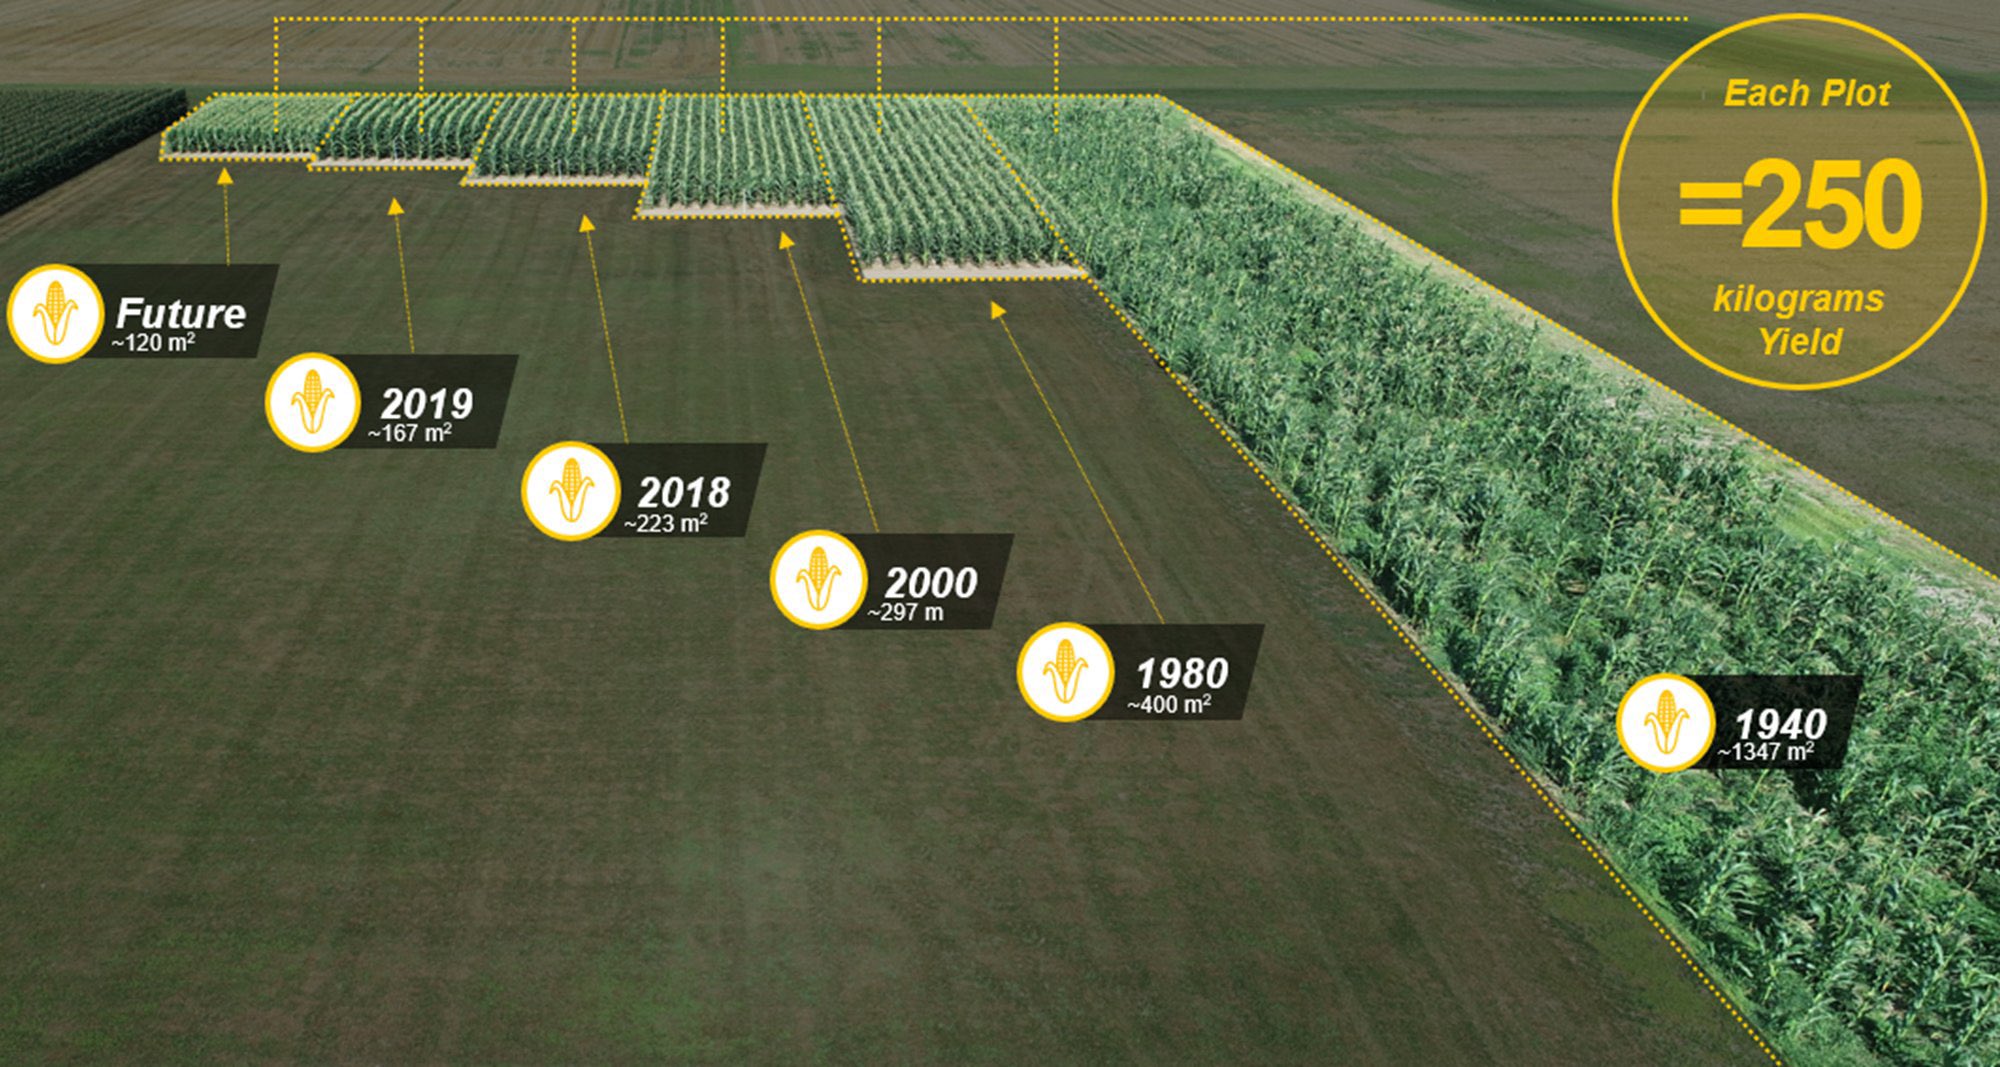 Each Plot
=250
kilograms
Yield
Future
~120 m²
2019
~167 m²
2018
~223 m²
2000
~297 m
1980
~400 m²
1940
~1347 m²